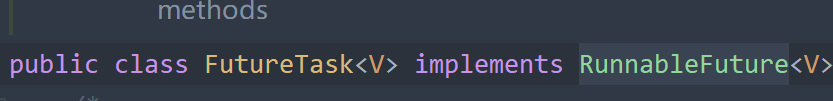 methods
public class FutureTask<V> implements RunnableFuture<V>
/*